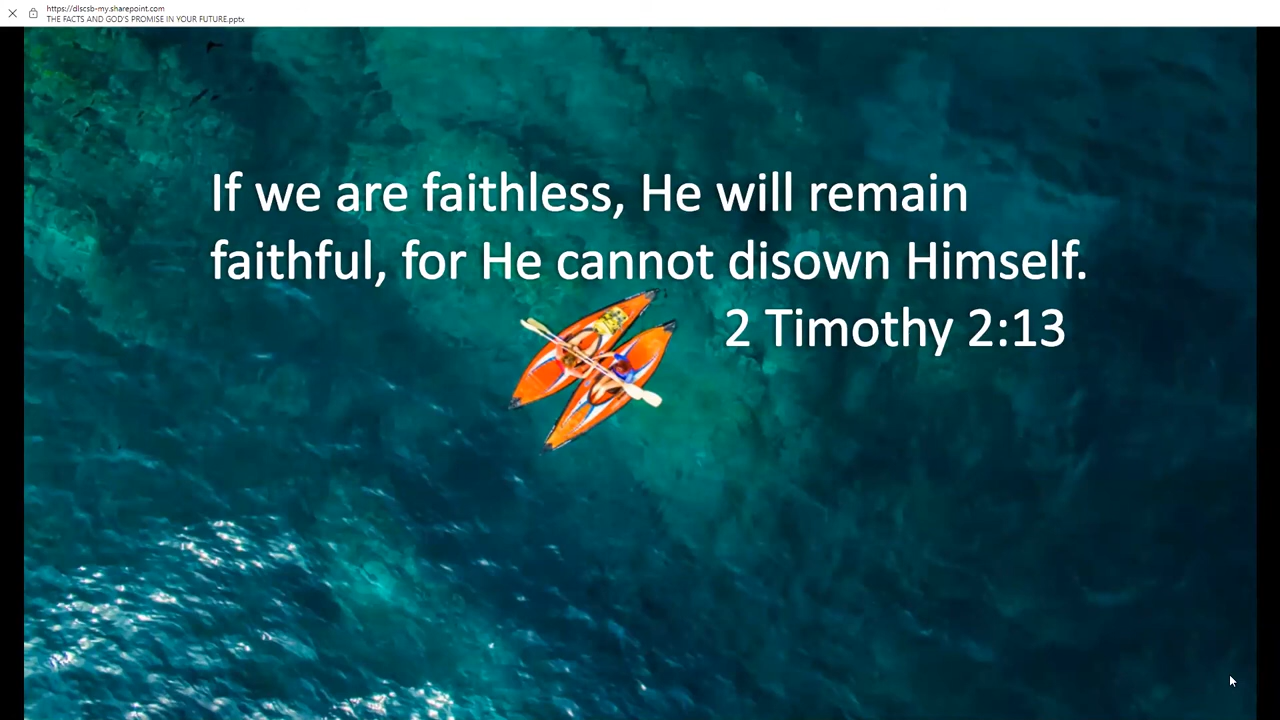 https://dlscsb-my.sharepoint.com
THE FACTS AND GOD'S PROMISE IN YOUR FUTURE.pptx
If we are faithless, He will remain
faithful, for He cannot disown Himself.
2 Timothy 2:13